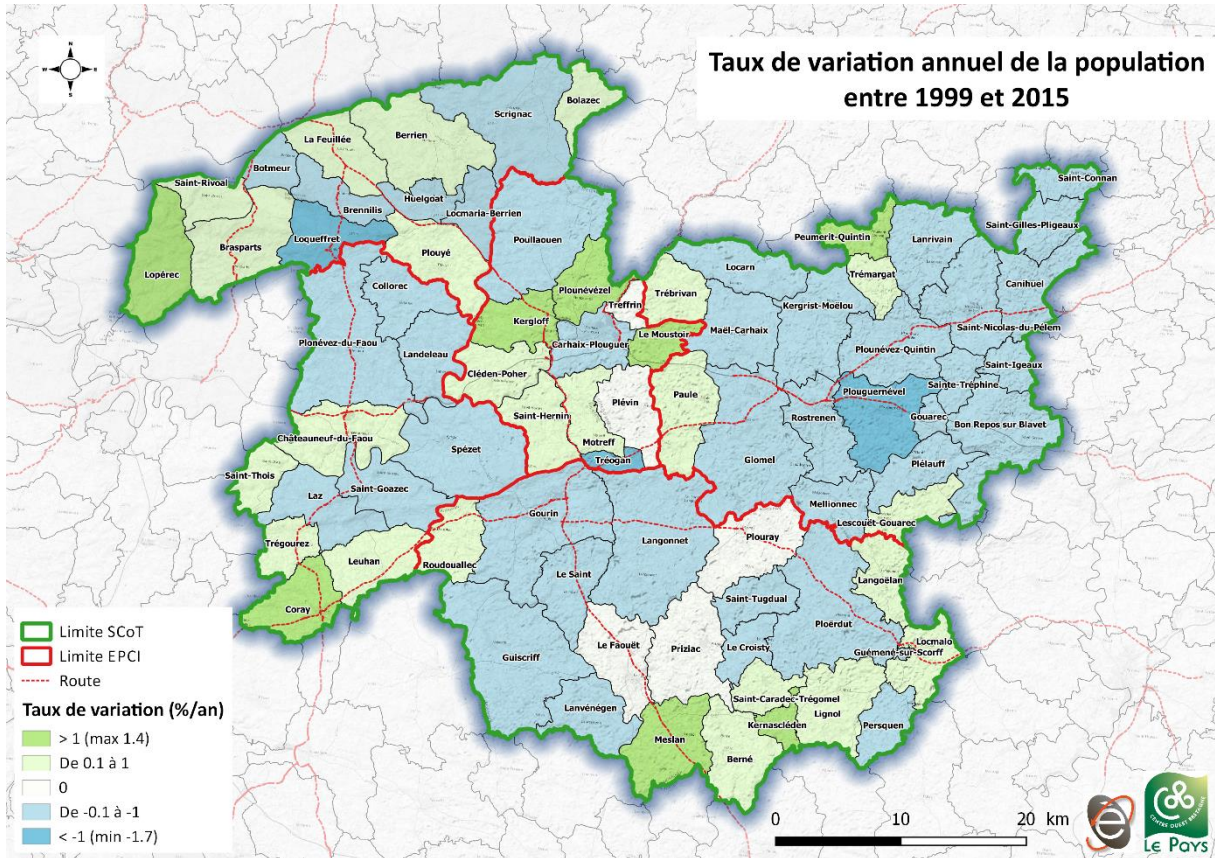 Taux de variation annuel de la population
entre 1999 et 2015
N
W E
S
Bolazec
Scrignac
Berrien
La Feuillée
Botmeur
Saint-Rivoal
Huelgoat
Brennilis
Locmaria-Berrien
Loqueffret
Poullaouen
Brasparts
Plouyé
Lopérec
Collorec
Plounévézel
Treffrin
Trébrivan
Kergloff
Le Moustoir
Carhaix-Plouguer
Plonévez-du-Faou
Landeleau
Cléden-Poher
Plévin
Paule
Saint-Hernin
Châteauneuf-du-Faou
Motreff
Spézet
Tréogan
Saint-Thois
Laz
Saint-Goazec
Trégourez
Leuhan
Coray
Roudouallec
Saint-Connan
Saint-Gilles-Pligeaux
Peumerit-Quintin
Lanrivain
Locarn
Trémargat
Canihuel
Kergrist-Moëlou
Saint-Nicolas-du-Pélem
Maël-Carhaix
Plounévez-Quintin
Saint-Igeaux
Sainte-Tréphine
Plouguernével
Gouarec
Rostrenen
Bon Repos sur Blavet
Glomel
Plélauff
Mellionnec
Lescouët-Gouarec
Gourin
Langonnet
Plouray
Le Saint
Langoëlan
Saint-Tugdual
Ploërdut
Locmalo
Le Faouët
Prizlac
Le Croisty
Guémené-sur-Scorff
Guiscriff
Saint-Caradec-Trégomel
Lanvénégen
Kernascléden
Lignol
Persquen
Meslan
Berné
Limite SCoT
Limite EPCI
Route
Taux de variation (%/an)
> 1 (max 1.4)
De 0.1 à 1
0
De -0.1 à -1
< -1 (min -1.7)
0 10 20 km
CENTRE OUEST BRETAGNE
LE PAYS